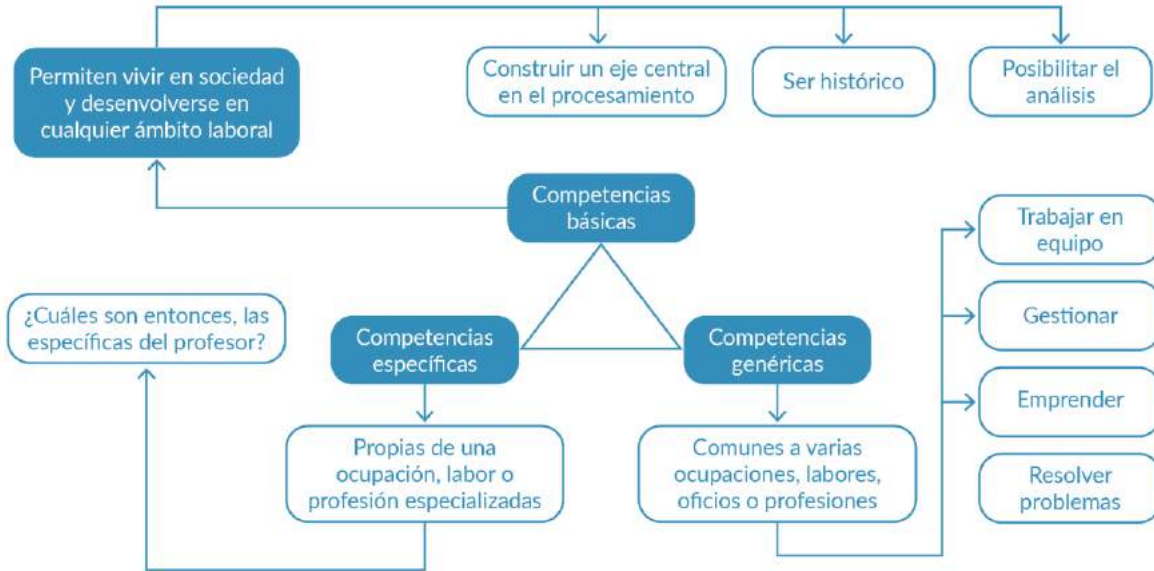 Permiten vivir en sociedad
y desenvolverse en
cualquier ámbito laboral
Construir un eje central
en el procesamiento
Ser histórico
Posibilitar el
análisis
Competencias
básicas
Trabajar en
equipo
¿Cuáles son entonces, las
específicas del profesor?
Competencias
específicas
Competencias
genéricas
Gestionar
Emprender
Propias de una
ocupación, labor o
profesión especializadas
Comunes a varias
ocupaciones, labores,
oficios o profesiones
Resolver
problemas